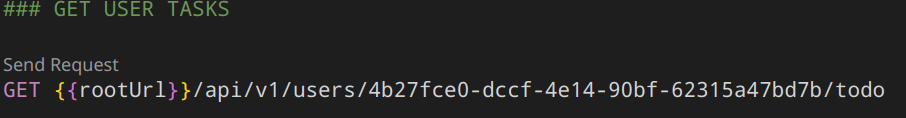 ### GET USER TASKS
Send Request
GET {{rootUrl}}/api/v1/users/4b27fce0-dccf-4e14-90bf-62315a47bd7b/todo